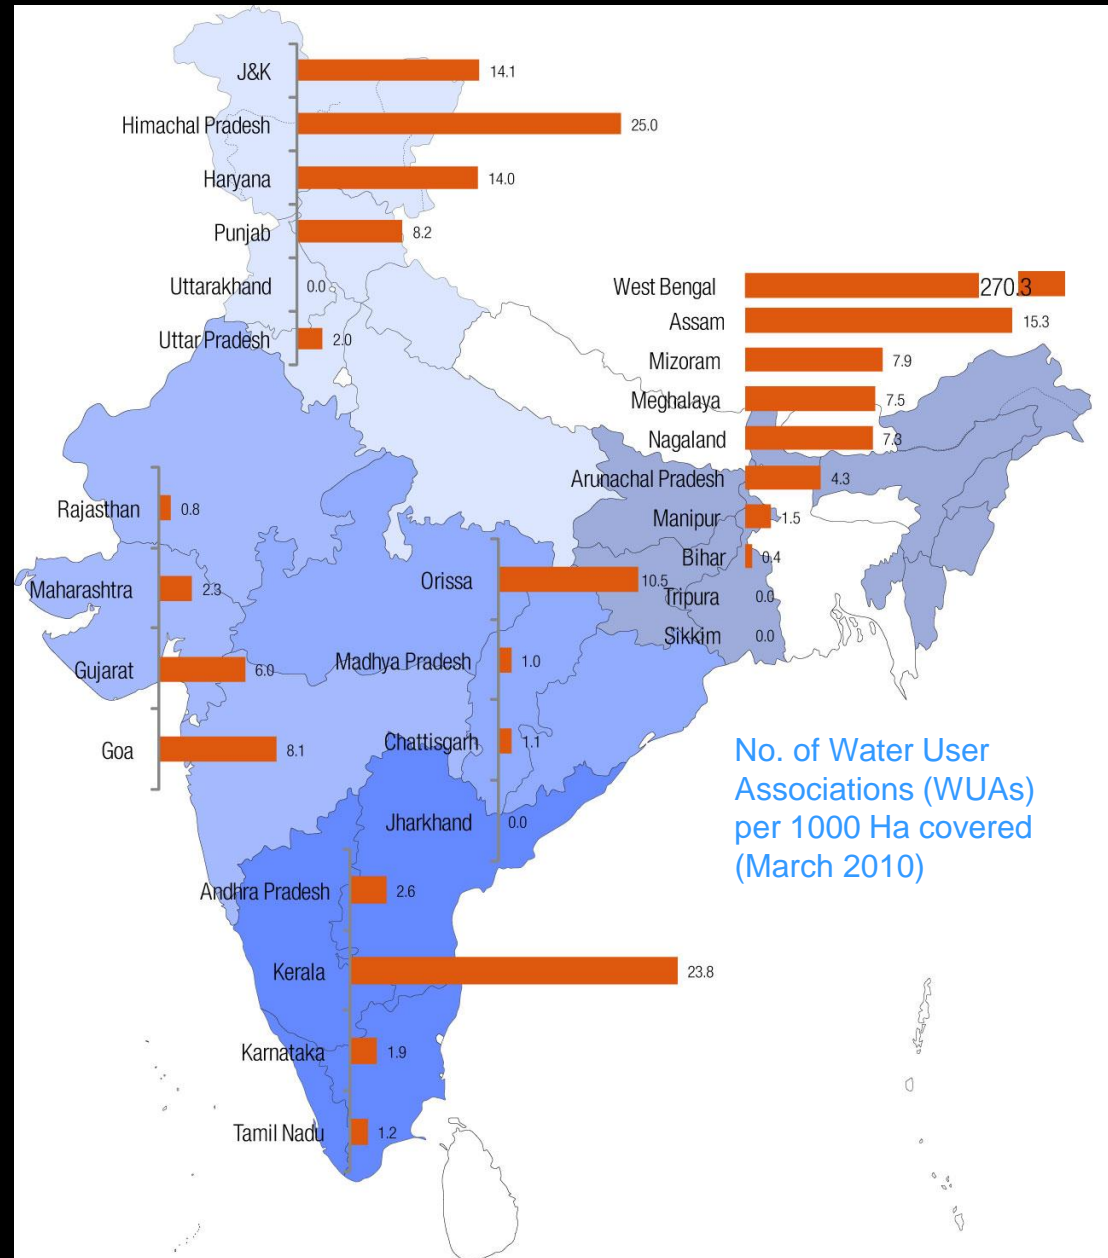 J&K 14.1
Himachal Pradesh 25.0
Haryana 14.0
Punjab 8.2
Uttarakhand 0.0
Uttar Pradesh 2.0
West Bengal 270.3
Assam 15.3
Mizoram 7.9
Meghalaya 7.5
Nagaland 7.3
Arunachal Pradesh 4.3
Manipur 1.5
Bihar 0.4
Tripura 0.0
Sikkim 0.0
Rajasthan 0.8
Maharashtra 2.3
Gujarat 6.0
Goa 8.1
Orissa 10.5
Madhya Pradesh 1.0
Chattisgarh 1.1
Jharkhand 0.0
No. of Water User
Associations (WUAs)
per 1000 Ha covered
(March 2010)
Andhra Pradesh 2.6
Kerala 23.8
Karnataka 1.9
Tamil Nadu 1.2